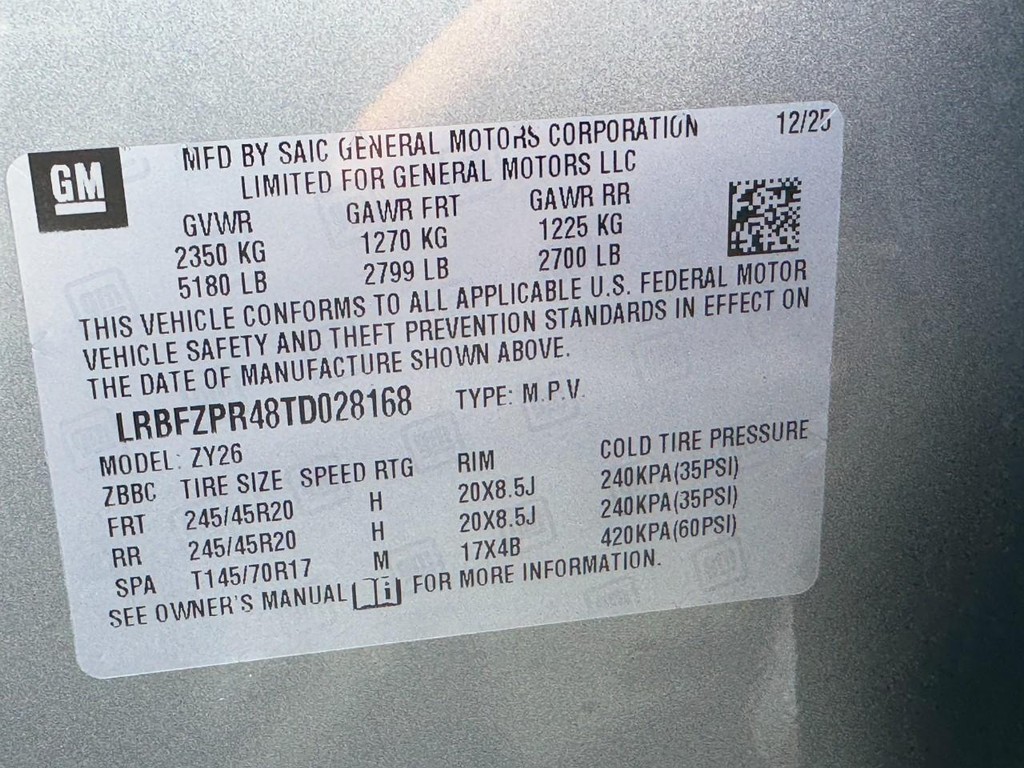 GM
MFD BY SAIC GENERAL MOTORS CORPORATION 12/25
LIMITED FOR GENERAL MOTORS LLC
GVWR GAWR FRT GAWR RR
2350 KG 1270 KG 1225 KG
5180 LB 2799 LB 2700 LB
THIS VEHICLE CONFORMS TO ALL APPLICABLE U.S. FEDERAL MOTOR
VEHICLE SAFETY AND THEFT PREVENTION STANDARDS IN EFFECT ON
THE DATE OF MANUFACTURE SHOWN ABOVE.
LRBFZPR48TD028168 TYPE: M.P.V.
MODEL: ZY26
ZBBC TIRE SIZE SPEED RTG RIM COLD TIRE PRESSURE
FRT 245/45R20 H 20X8.5J 240KPA(35PSI)
RR 245/45R20 H 20X8.5J 240KPA(35PSI)
SPA T145/70R17 M 17X4B 420KPA(60PSI)
SEE OWNER'S MANUAL i FOR MORE INFORMATION.